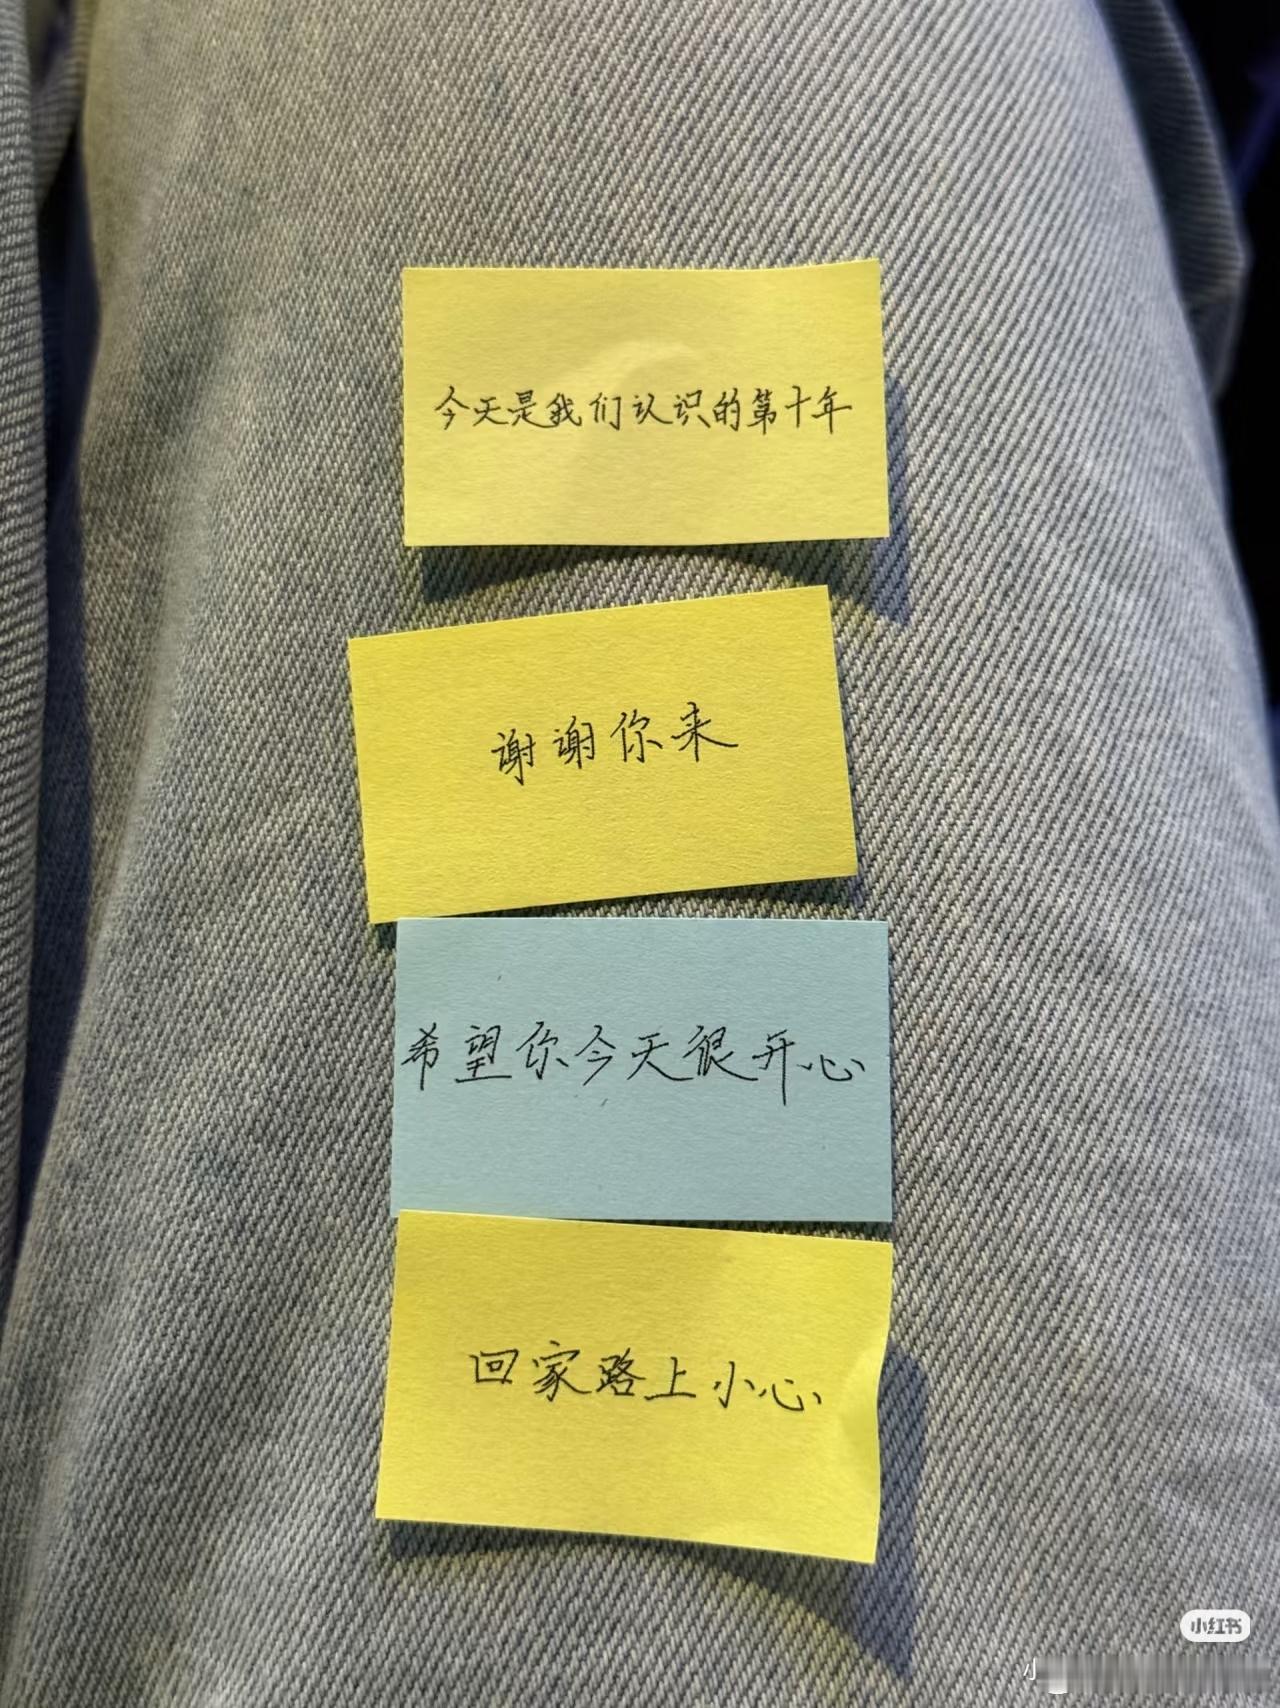 今天是我们认识的第十年
谢谢你来
希望你今天很开心
回家路上小心
小红书
小